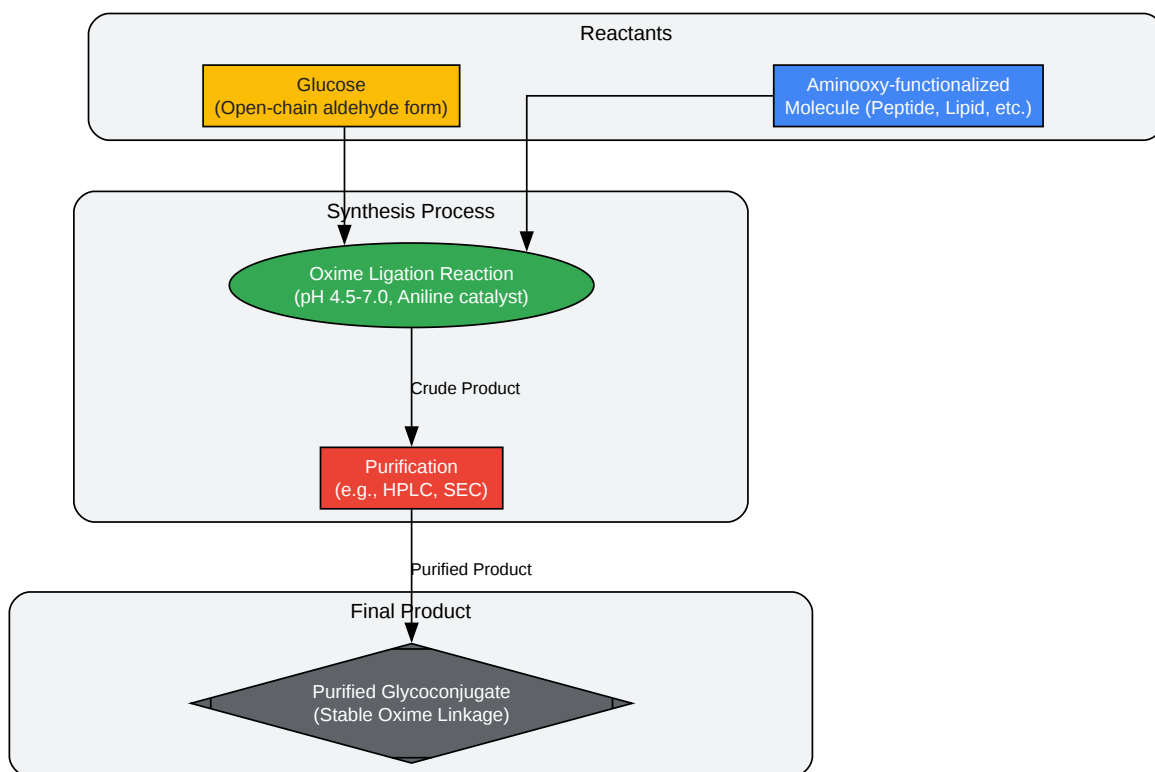 Reactants
Glucose
(Open-chain aldehyde form)
Aminooxy-functionalized
Molecule (Peptide, Lipid, etc.)
Synthesis Process
Oxime Ligation Reaction
(pH 4.5-7.0, Aniline catalyst)
Crude Product
Purification
(e.g., HPLC, SEC)
Purified Product
Final Product
Purified Glycoconjugate
(Stable Oxime Linkage)